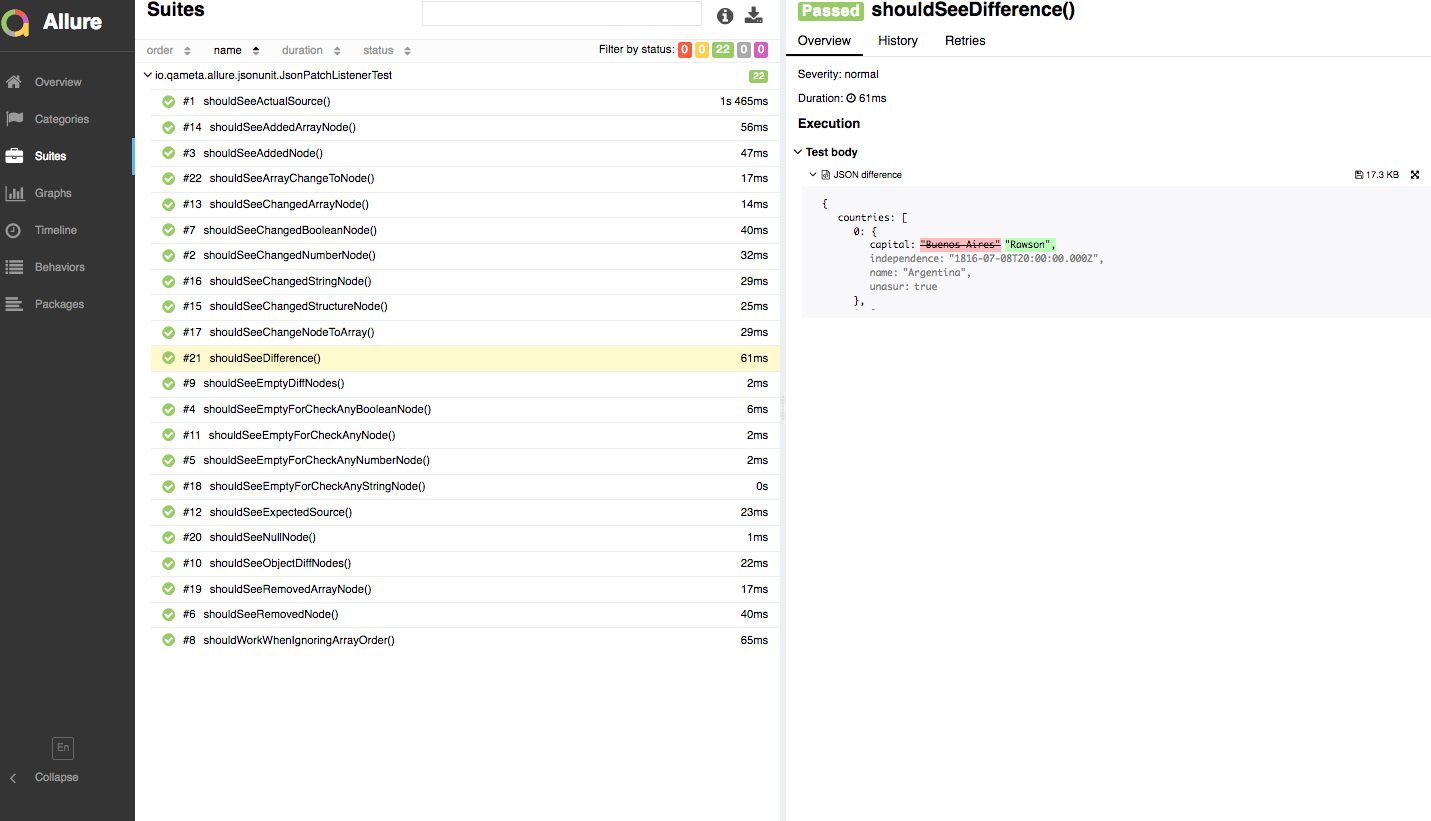 Allure
Overview
Categories
Suites
Graphs
Timeline
Behaviors
Packages
En
Collapse
Suites
order name duration status Filter by status: 0 0 22 0 0
io.qameta.allure.jsonunit.JsonPatchListenerTest 22
#1 shouldSeeActualSource() 1s 465ms
#14 shouldSeeAddedArrayNode() 56ms
#3 shouldSeeAddedNode() 47ms
#22 shouldSeeArrayChangeToNode() 17ms
#13 shouldSeeChangedArrayNode() 14ms
#7 shouldSeeChangedBooleanNode() 40ms
#2 shouldSeeChangedNumberNode() 32ms
#16 shouldSeeChangedStringNode() 29ms
#15 shouldSeeChangedStructureNode() 25ms
#17 shouldSeeChangeNodeToArray() 29ms
#21 shouldSeeDifference() 61ms
#9 shouldSeeEmptyDiffNodes() 2ms
#4 shouldSeeEmptyForCheckAnyBooleanNode() 6ms
#11 shouldSeeEmptyForCheckAnyNode() 2ms
#5 shouldSeeEmptyForCheckAnyNumberNode() 2ms
#18 shouldSeeEmptyForCheckAnyStringNode() 0s
#12 shouldSeeExpectedSource() 23ms
#20 shouldSeeNullNode() 1ms
#10 shouldSeeObjectDiffNodes() 22ms
#19 shouldSeeRemovedArrayNode() 17ms
#6 shouldSeeRemovedNode() 40ms
#8 shouldWorkWhenIgnoringArrayOrder() 65ms
Passed shouldSeeDifference()
Overview History Retries
Severity: normal
Duration: 61ms
Execution
Test body
JSON difference 17.3 KB
{
countries: [
0: {
capital: "Buenos Aires" "Rawson",
independence: "1816-07-08T20:00:00.000Z",
name: "Argentina",
unasur: true
},